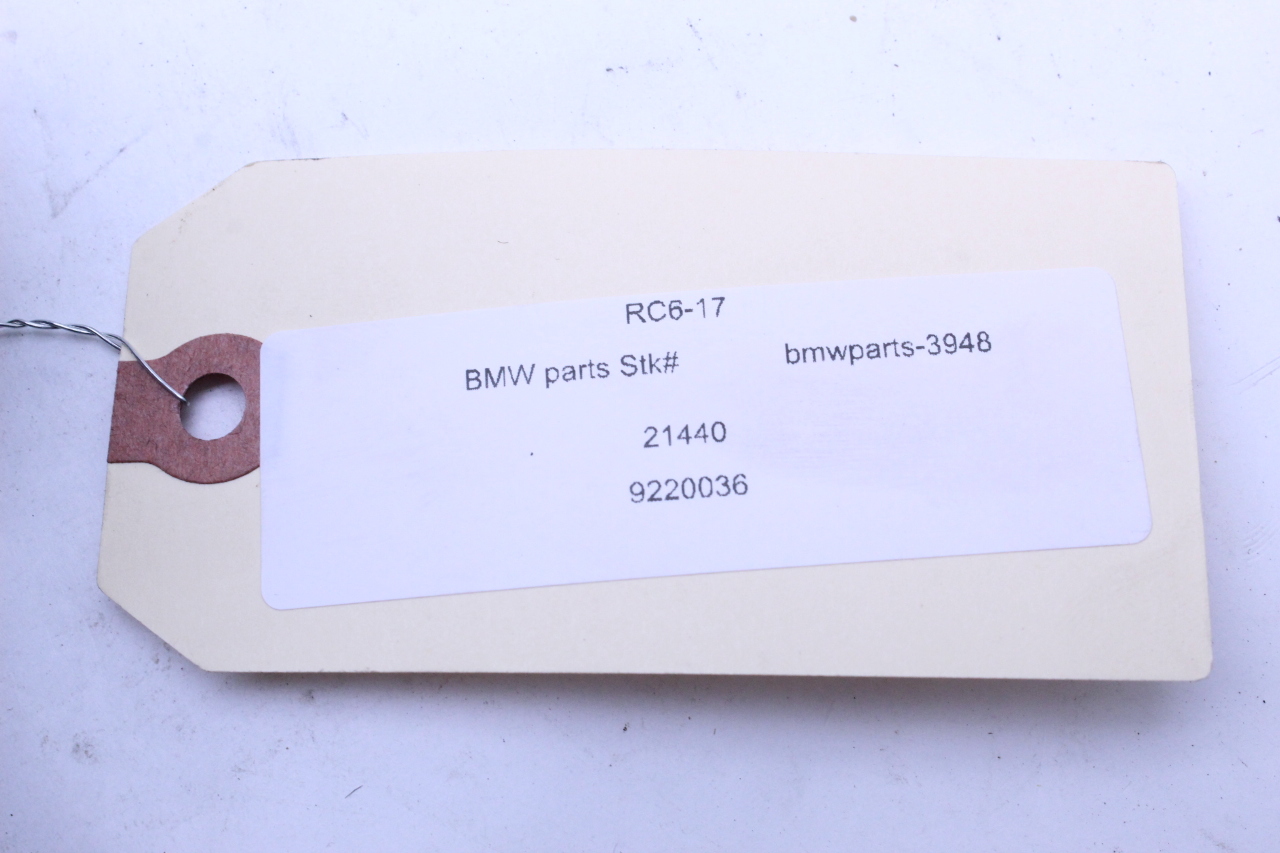 RC6-17
BMW parts Stk# bmwparts-3948
21440
9220036